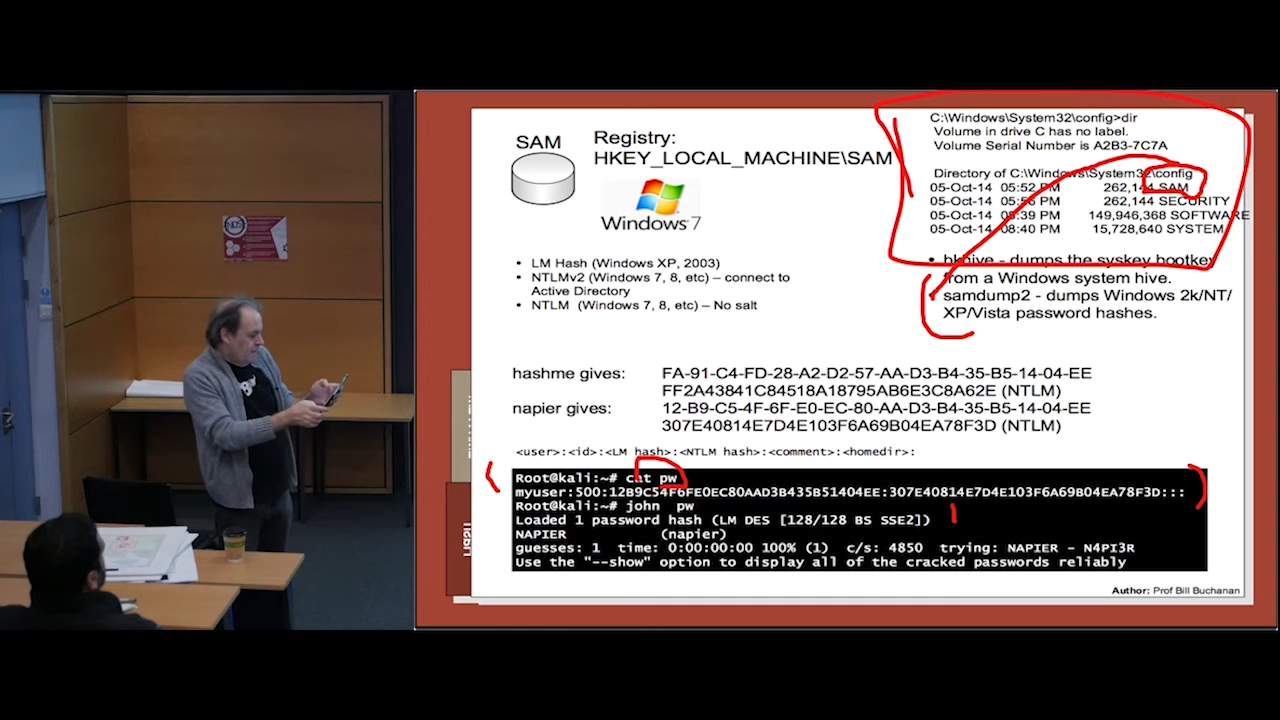 SAM
Registry:
HKEY_LOCAL_MACHINE\SAM
Windows 7
C:\Windows\System32\config>dir
Volume in drive C has no label.
Volume Serial Number is A2B3-7C7A
Directory of C:\Windows\System32\config
05-Oct-14 05:52 PM 262,144 SAM
05-Oct-14 05:56 PM 262,144 SECURITY
05-Oct-14 08:39 PM 149,946,368 SOFTWARE
05-Oct-14 08:40 PM 15,728,640 SYSTEM
• LM Hash (Windows XP, 2003)
• NTLMv2 (Windows 7, 8, etc) – connect to
Active Directory
• NTLM (Windows 7, 8, etc) – No salt
• bkhive - dumps the syskey bootkey
from a Windows system hive.
samdump2 - dumps Windows 2k/NT/
XP/Vista password hashes.
hashme gives: FA-91-C4-FD-28-A2-D2-57-AA-D3-B4-35-B5-14-04-EE
FF2A43841C84518A18795AB6E3C8A62E (NTLM)
napier gives: 12-B9-C5-4F-6F-E0-EC-80-AA-D3-B4-35-B5-14-04-EE
307E40814E7D4E103F6A69B04EA78F3D (NTLM)
<user>:<id>:<LM hash>:<NTLM hash>:<comment>:<homedir>:
Root@kali:~# cat pw
myuser:500:12B9C54F6FE0EC80AAD3B435B51404EE:307E40814E7D4E103F6A69B04EA78F3D:::
Root@kali:~# john pw
Loaded 1 password hash (LM DES [128/128 BS SSE2])
NAPIER (napier)
guesses: 1 time: 0:00:00:00 100% (1) c/s: 4850 trying: NAPIER - N4PI3R
Use the "--show" option to display all of the cracked passwords reliably
Author: Prof Bill Buchanan